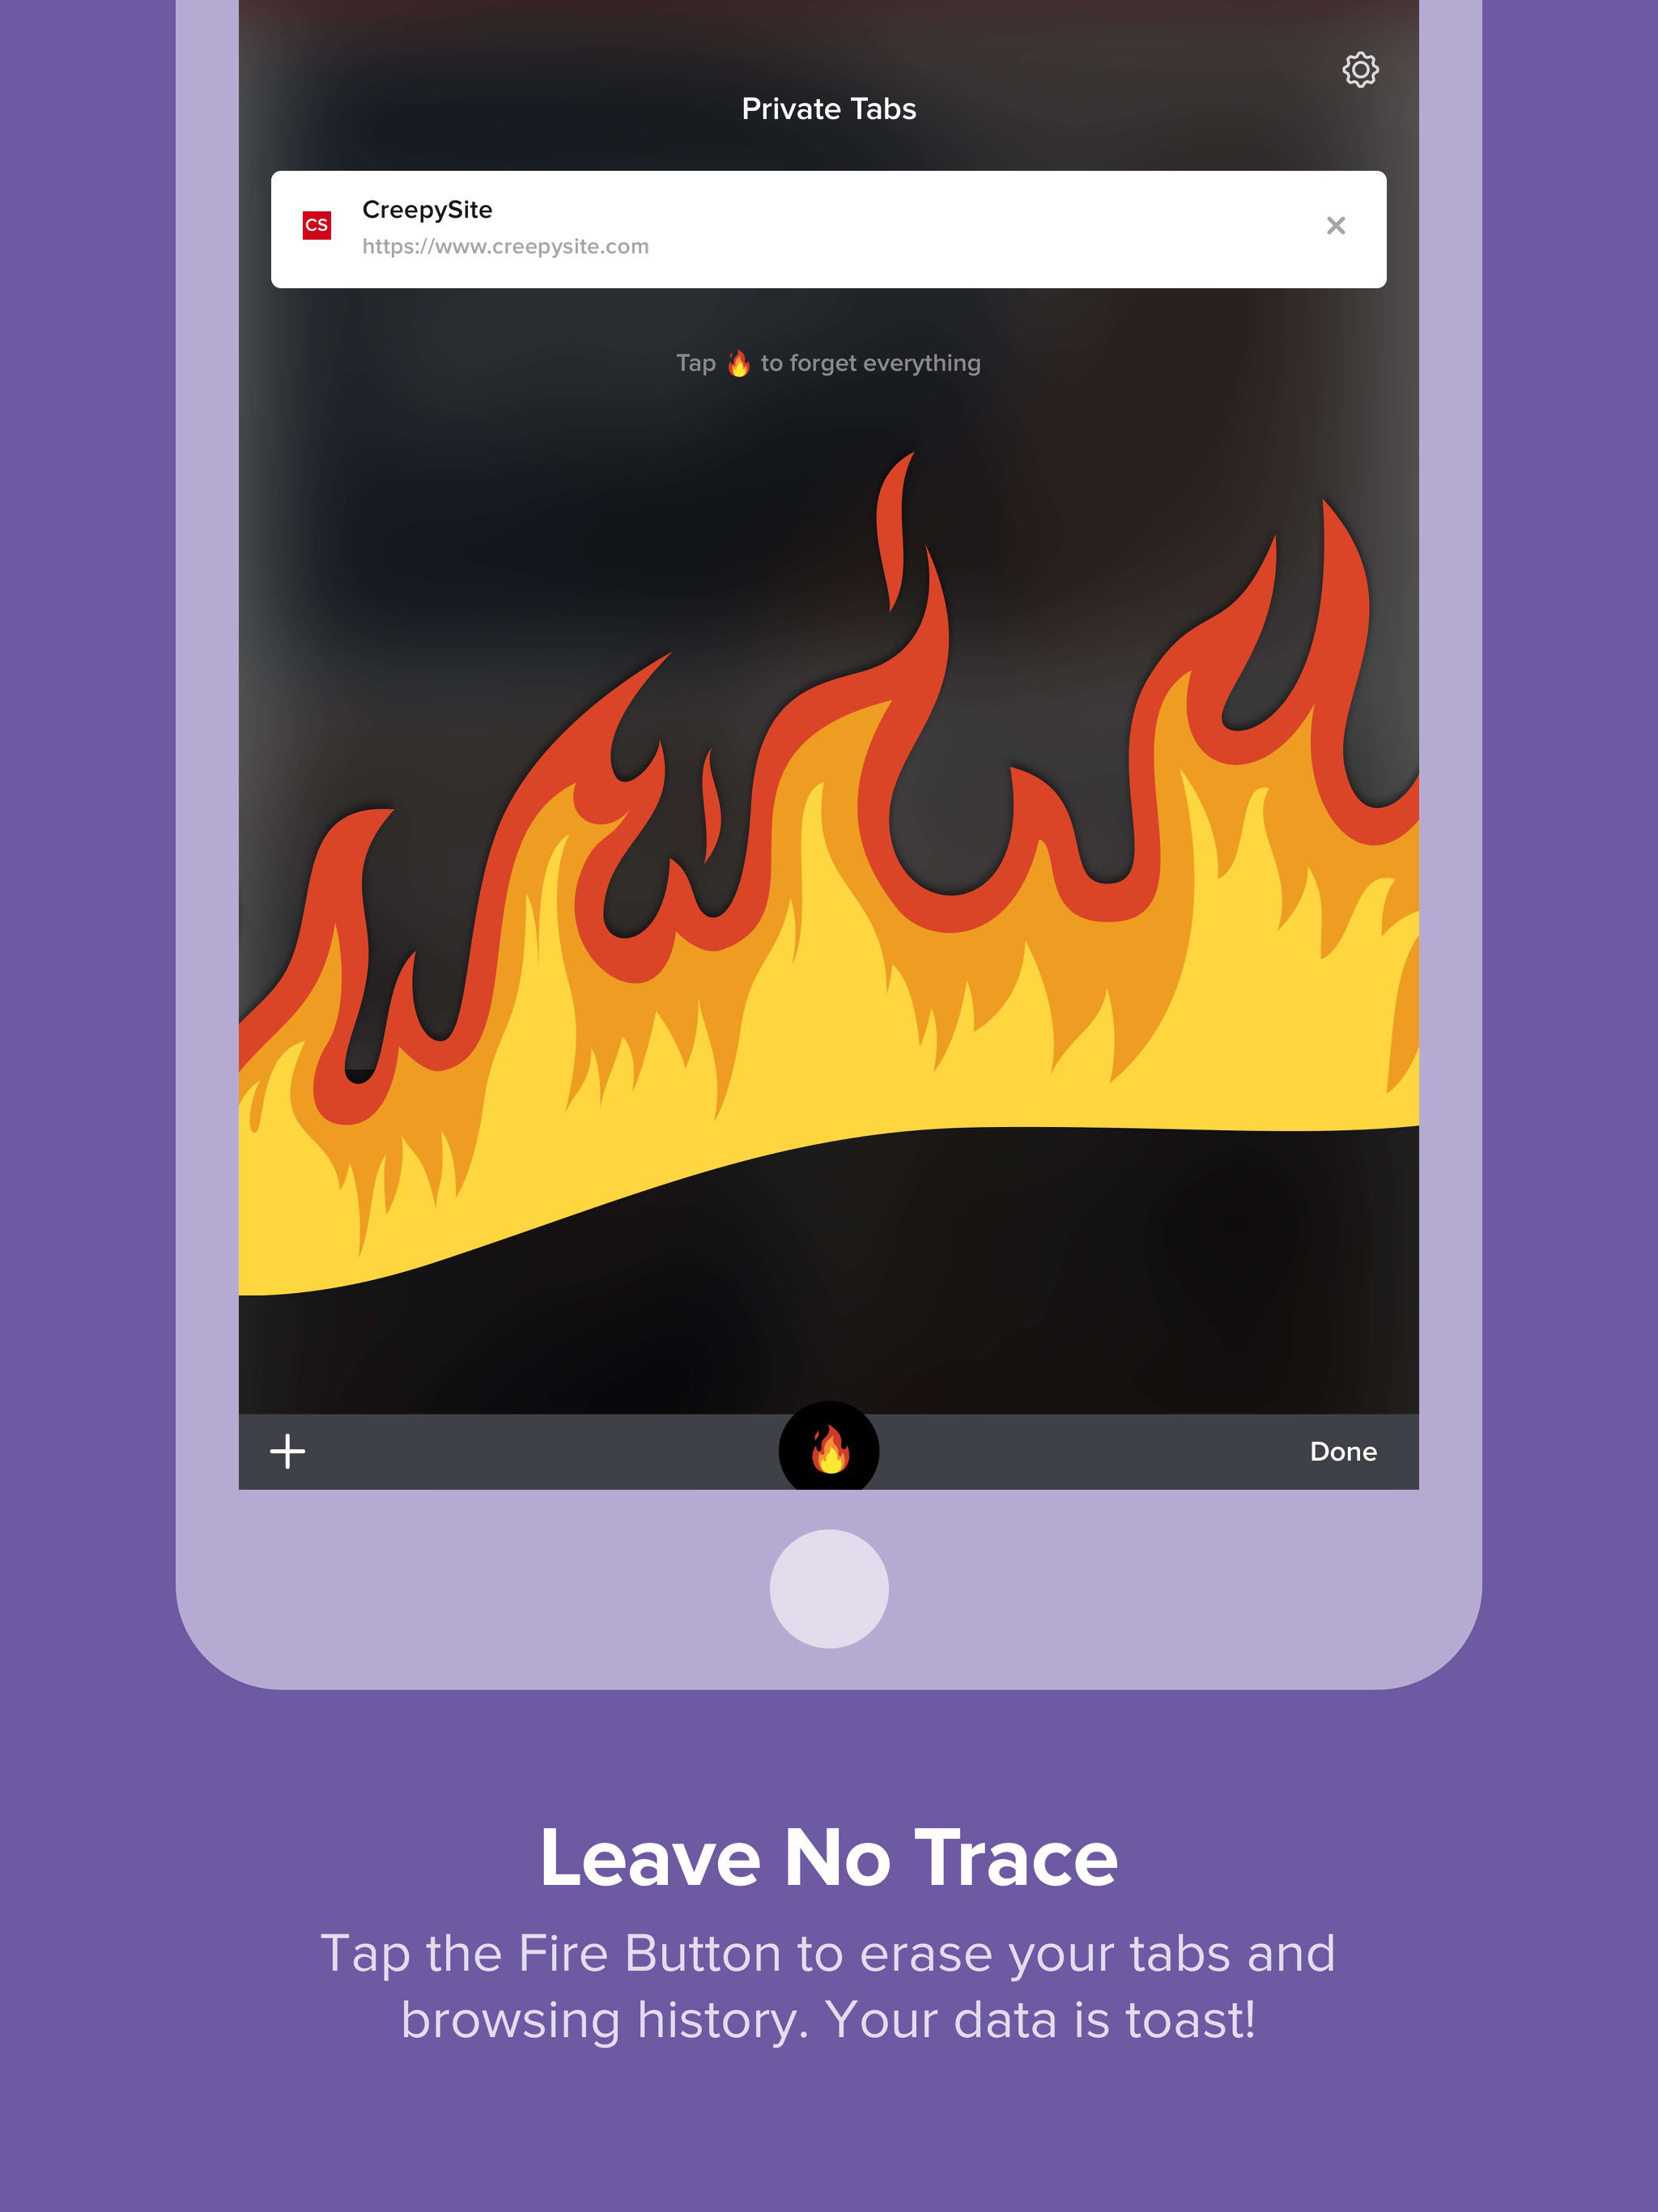 Private Tabs
CS
CreepySite
https://www.creepysite.com
Tap 🔥 to forget everything
Done
Leave No Trace
Tap the Fire Button to erase your tabs and
browsing history. Your data is toast!